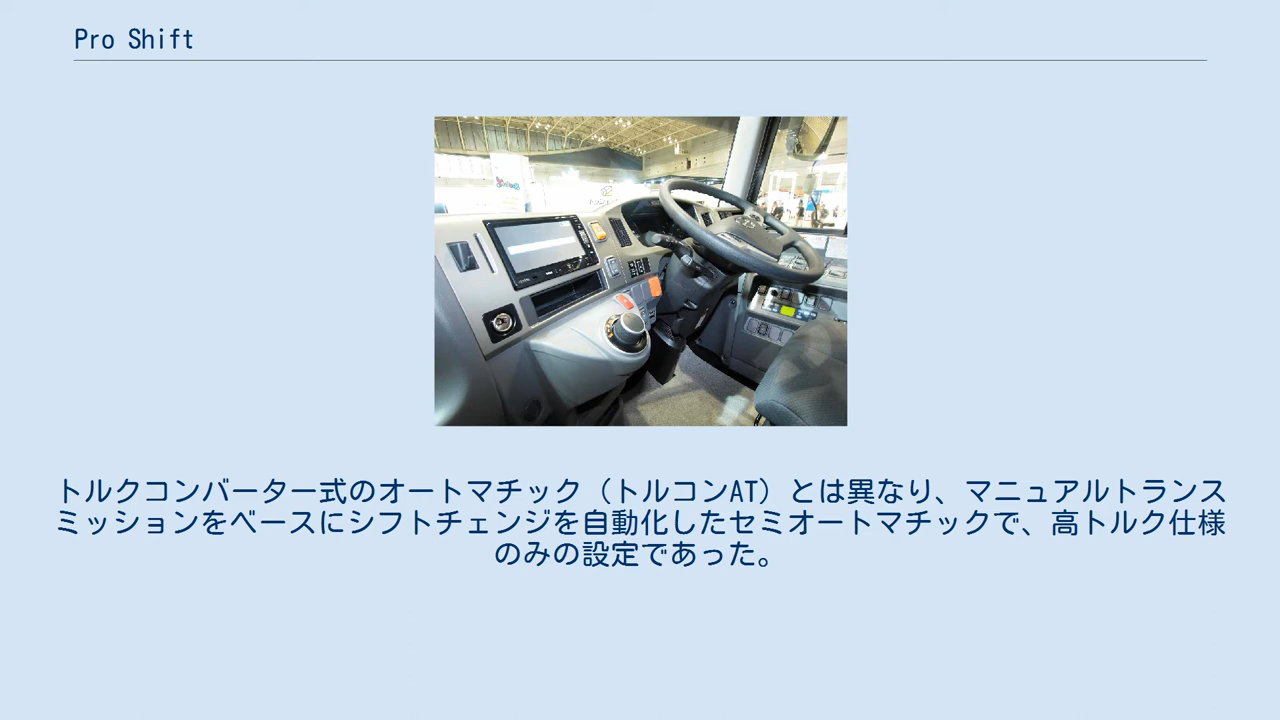 Pro Shift
トルクコンバーター式のオートマチック（トルコンAT）とは異なり、マニュアルトランス
ミッションをベースにシフトチェンジを自動化したセミオートマチックで、高トルク仕様
のみの設定であった。